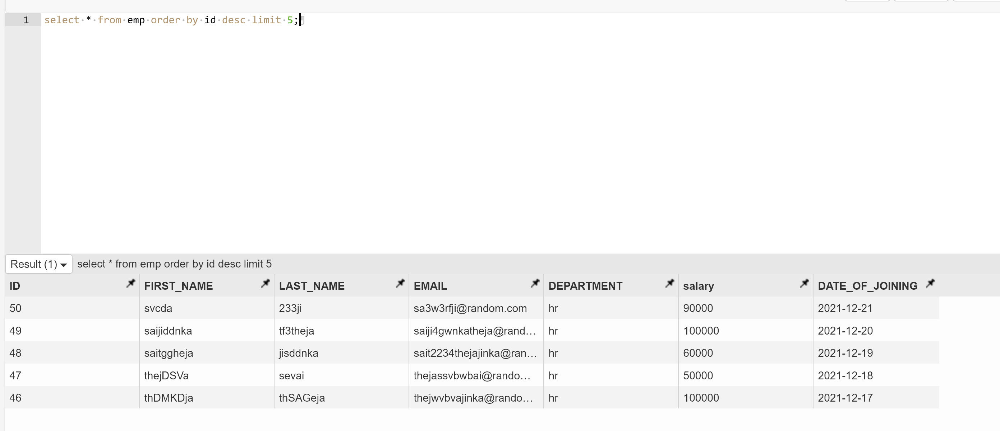 1 select * from emp order by id desc limit 5;
Result (1) select * from emp order by id desc limit 5
ID FIRST_NAME LAST_NAME EMAIL DEPARTMENT salary DATE_OF_JOINING
50 svcda 233ji sa3w3rfji@random.com hr 90000 2021-12-21
49 saijiddnka tf3theja saiji4gwnkatheja@rand… hr 100000 2021-12-20
48 saitggheja jisddnka sait2234thejajinka@ran… hr 60000 2021-12-19
47 thejDSVa sevai thejassvbwbai@rando… hr 50000 2021-12-18
46 thDMKDja thSAGeja thejwvbvajinka@rando… hr 100000 2021-12-17